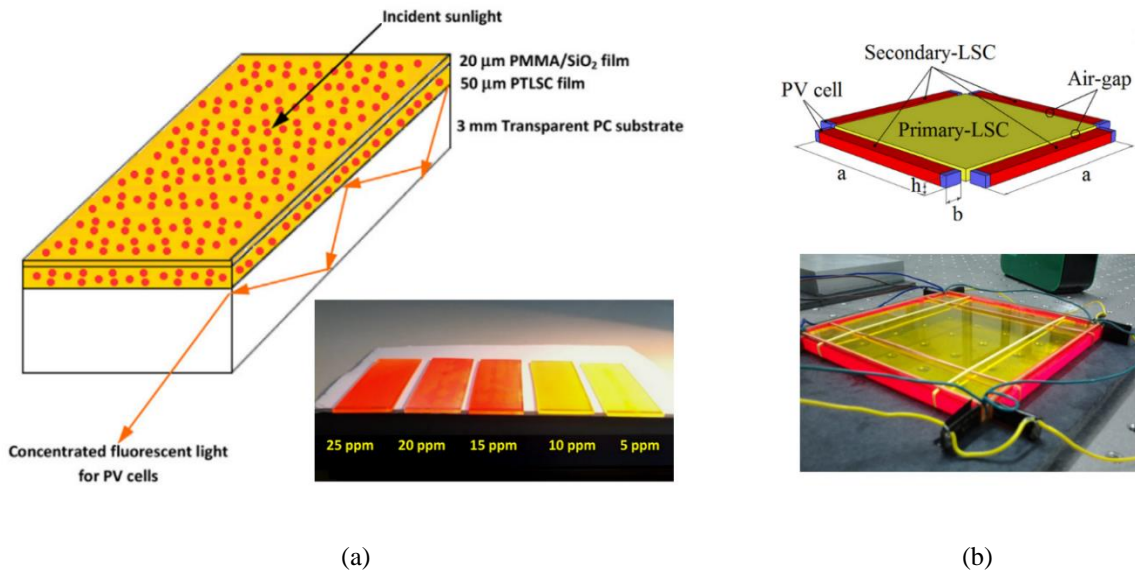 Incident sunlight
20 µm PMMA/SiO₂ film
50 µm PTLSC film
3 mm Transparent PC substrate
25 ppm 20 ppm 15 ppm 10 ppm 5 ppm
Concentrated fluorescent light
for PV cells
(a)
Secondary-LSC
PV cell
Air-gap
Primary-LSC
a
h
b
a
(b)